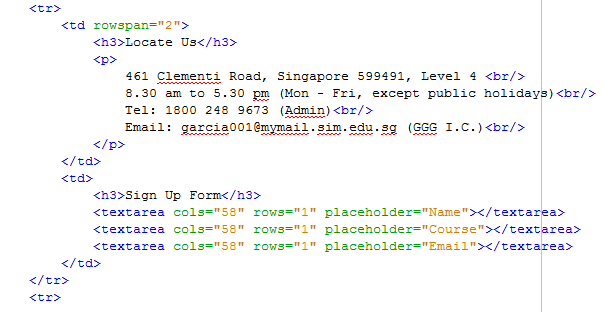 <tr>
<td rowspan="2">
<h3>Locate Us</h3>
<p>
461 Clementi Road, Singapore 599491, Level 4 <br/>
8.30 am to 5.30 pm (Mon - Fri, except public holidays)<br/>
Tel: 1800 248 9673 (Admin)<br/>
Email: garcia001@mymail.sim.edu.sg (GGG I.C.)<br/>
</p>
</td>
<td>
<h3>Sign Up Form</h3>
<textarea cols="58" rows="1" placeholder="Name"></textarea>
<textarea cols="58" rows="1" placeholder="Course"></textarea>
<textarea cols="58" rows="1" placeholder="Email"></textarea>
</td>
</tr>
<tr>